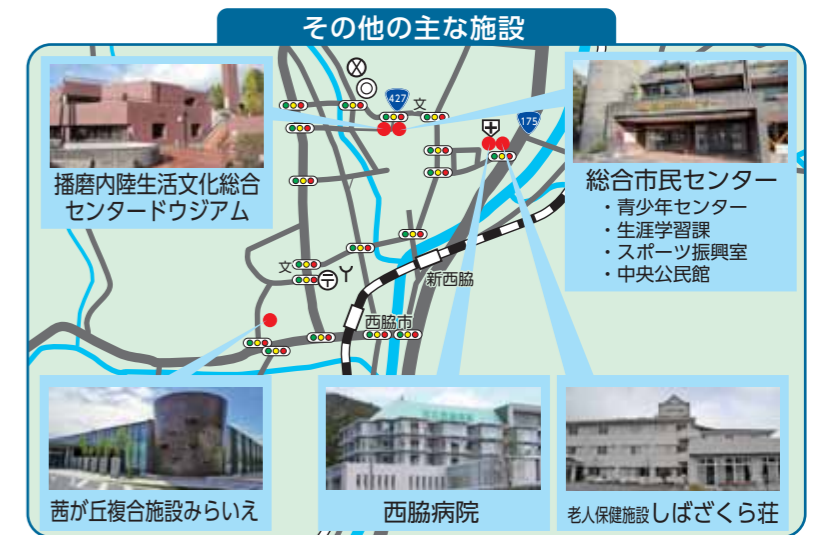 その他の主な施設
427
文
175
播磨内陸生活文化総合
センタードウジアム
総合市民センター
・青少年センター
・生涯学習課
・スポーツ振興室
・中央公民館
文
新西脇
西脇市
茜が丘複合施設みらいえ
西脇病院
老人保健施設しばざくら荘